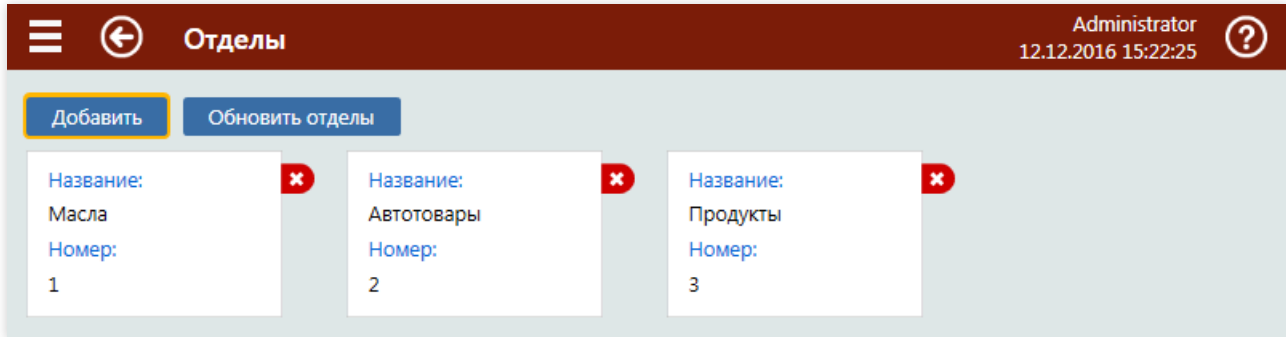 Отделы
Administrator
12.12.2016 15:22:25
Добавить
Обновить отделы
Название:
Масла
Номер:
1
Название:
Автотовары
Номер:
2
Название:
Продукты
Номер:
3